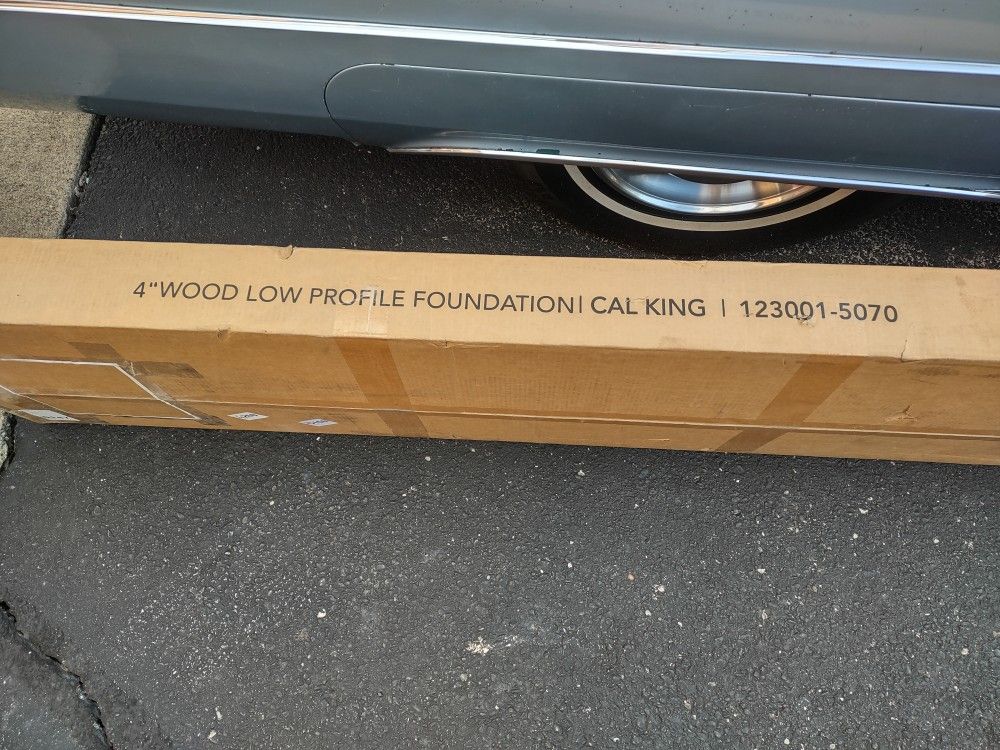 4"WOOD LOW PROFILE FOUNDATION| CAL KING | 123001-5070